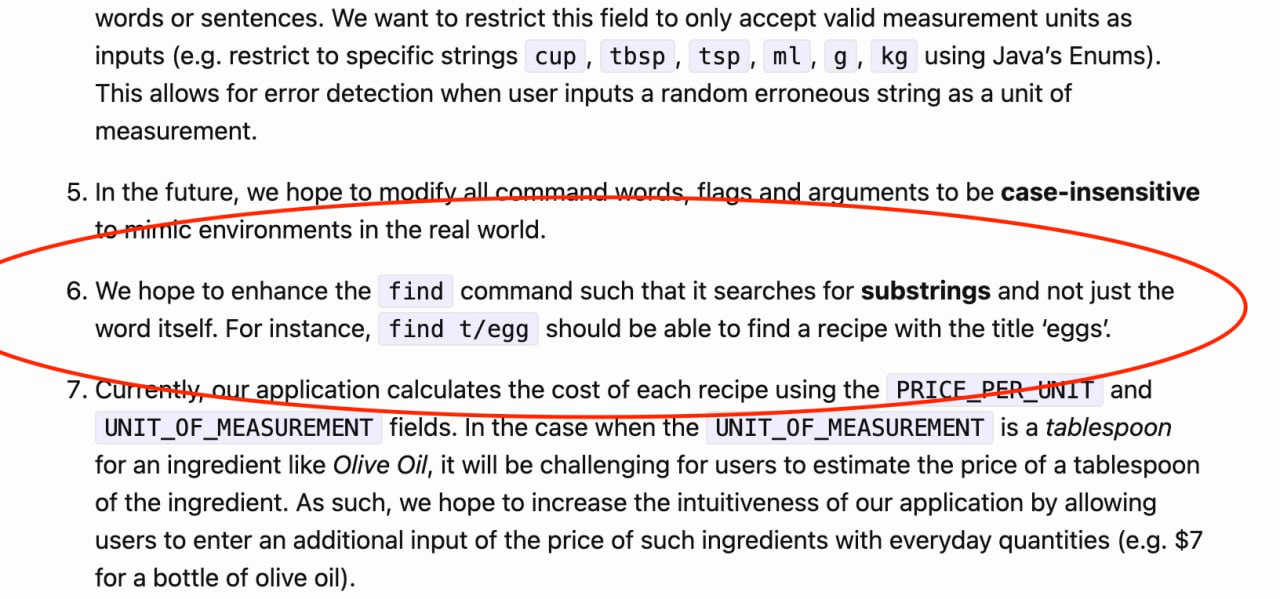 words or sentences. We want to restrict this field to only accept valid measurement units as
inputs (e.g. restrict to specific strings cup, tbsp, tsp, ml, g, kg using Java’s Enums).
This allows for error detection when user inputs a random erroneous string as a unit of
measurement.
5. In the future, we hope to modify all command words, flags and arguments to be case-insensitive
to mimic environments in the real world.
6. We hope to enhance the find command such that it searches for substrings and not just the
word itself. For instance, find t/egg should be able to find a recipe with the title ‘eggs’.
7. Currently, our application calculates the cost of each recipe using the PRICE_PER_UNIT and
UNIT_OF_MEASUREMENT fields. In the case when the UNIT_OF_MEASUREMENT is a tablespoon
for an ingredient like Olive Oil, it will be challenging for users to estimate the price of a tablespoon
of the ingredient. As such, we hope to increase the intuitiveness of our application by allowing
users to enter an additional input of the price of such ingredients with everyday quantities (e.g. $7
for a bottle of olive oil).